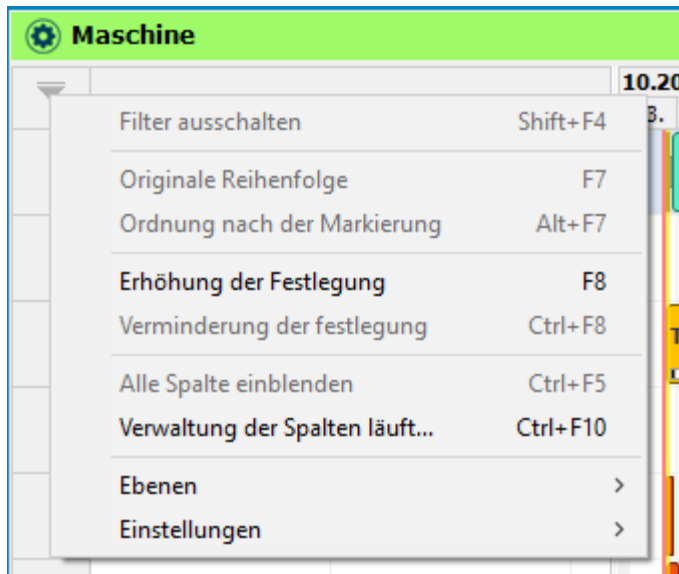 Maschine
10.20
3.
Filter ausschalten Shift+F4
Originale Reihenfolge F7
Ordnung nach der Markierung Alt+F7
Erhöhung der Festlegung F8
Verminderung der festlegung Ctrl+F8
Alle Spalte einblenden Ctrl+F5
Verwaltung der Spalten läuft... Ctrl+F10
Ebenen
Einstellungen